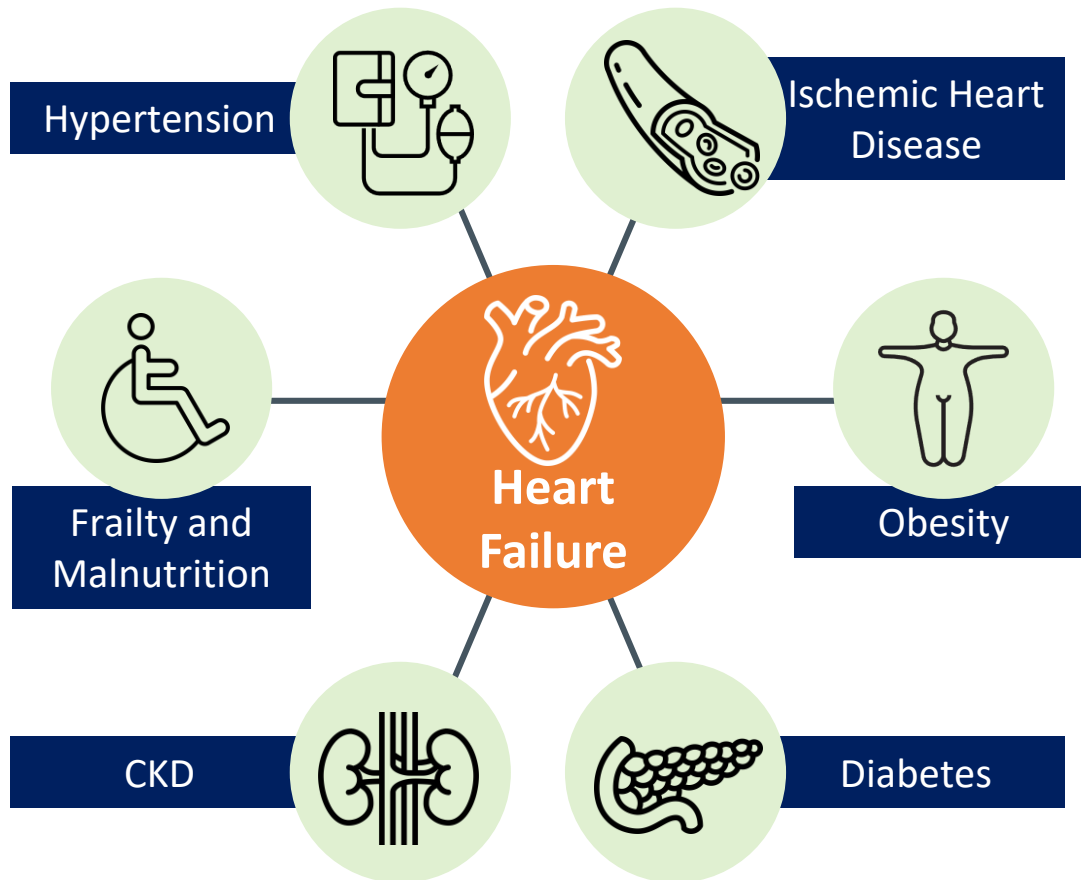 Hypertension
Ischemic Heart
Disease
Heart
Failure
Frailty and
Malnutrition
Obesity
CKD
Diabetes